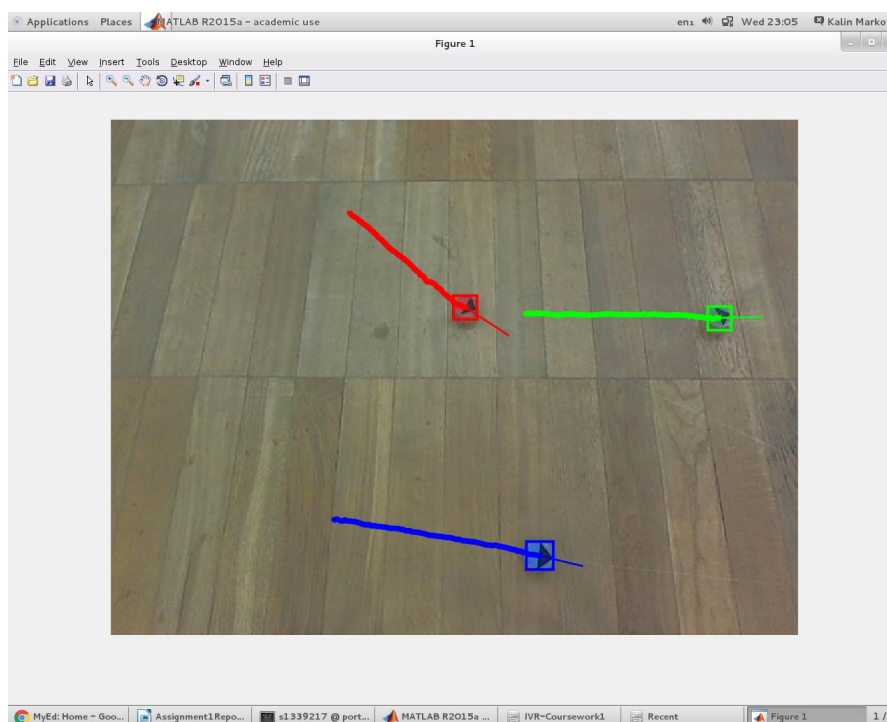 Applications Places MATLAB R2015a - academic use en₁ Wed 23:05 Kalin Marko
Figure 1
File Edit View Insert Tools Desktop Window Help
MyEd: Home - Goo... Assignment1Repo... s1339217 @ port... MATLAB R2015a ... IVR-Coursework1 Recent Figure 1 1 /